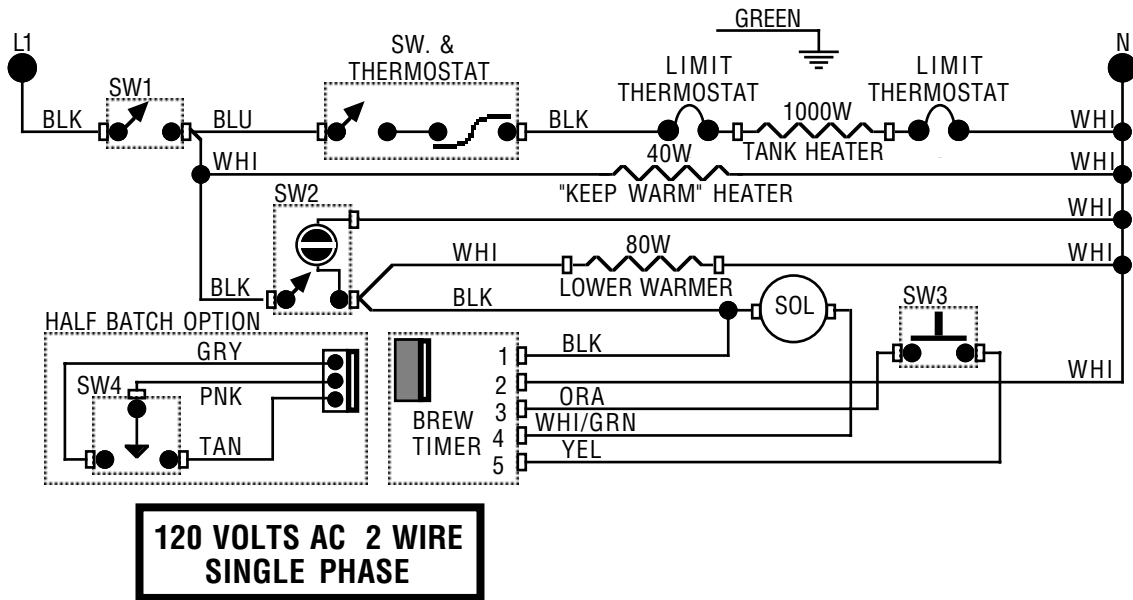 GREEN
L1
SW. &
THERMOSTAT
N
SW1
LIMIT
THERMOSTAT
LIMIT
THERMOSTAT
BLK
BLU
BLK
1000W
WHI
TANK HEATER
WHI
40W
WHI
"KEEP WARM" HEATER
SW2
WHI
WHI
80W
WHI
BLK
LOWER WARMER
BLK
SOL
SW3
HALF BATCH OPTION
GRY
SW4
PNK
TAN
BREW
TIMER
1
BLK
2
WHI
3
ORA
4
WHI/GRN
5
YEL
120 VOLTS AC 2 WIRE
SINGLE PHASE